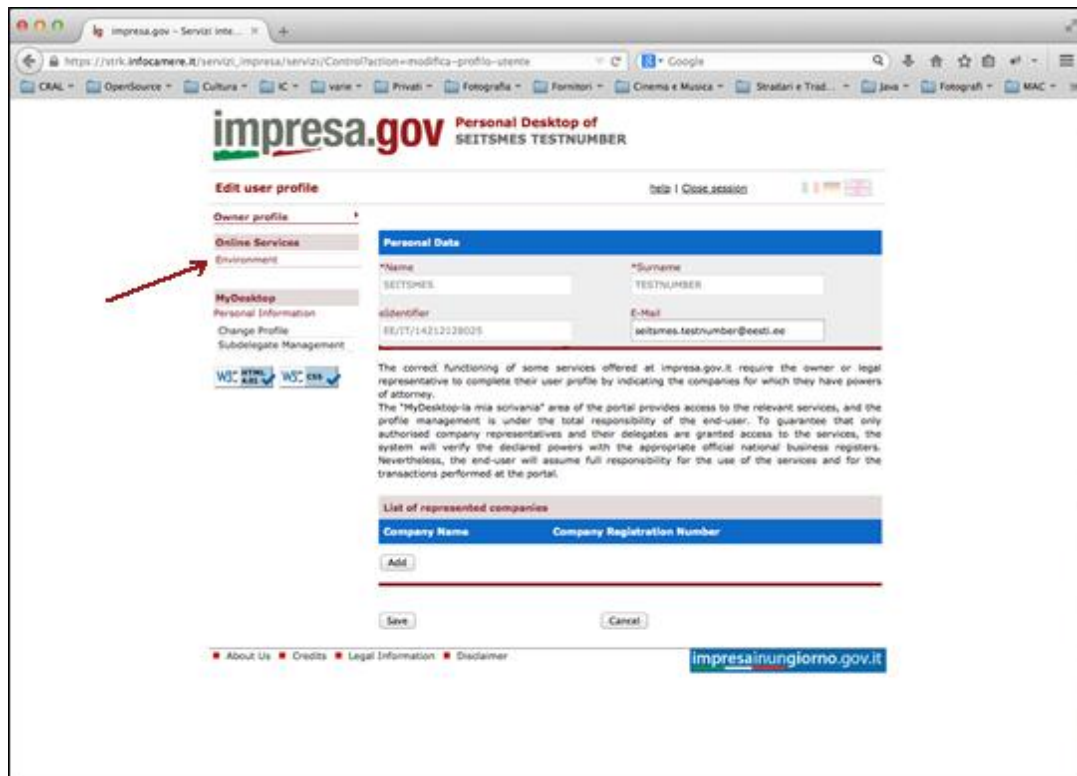 impresa.gov - Servizi inte...
https://strk.infocamere.it/servizi_impresa/servizi/Control?action=modifica-profilo-utente
Google
CRAL
OpenSource
Cultura
IC
varie
Privati
Fotografia
Fornitori
Cinema e Musica
Stradari e Trad...
Java
Fotografi
MAC
impresa.gov
Personal Desktop of
SEITSMES TESTNUMBER
Edit user profile
help | Close session
Owner profile
Online Services
Environment
MyDesktop
Personal Information
Change Profile
Subdelegate Management
W3C HTML 4.01
W3C css
Personal Data
*Name
*Surname
SEITSMES
TESTNUMBER
eIdentifier
E-Mail
EE/IT/14212128025
seitsmes.testnumber@eesti.ee
The correct functioning of some services offered at impresa.gov.it require the owner or legal
representative to complete their user profile by indicating the companies for which they have powers
of attorney.
The "MyDesktop-la mia scrivania" area of the portal provides access to the relevant services, and the
profile management is under the total responsibility of the end-user. To guarantee that only
authorised company representatives and their delegates are granted access to the services, the
system will verify the declared powers with the appropriate official national business registers.
Nevertheless, the end-user will assume full responsibility for the use of the services and for the
transactions performed at the portal.
List of represented companies
Company Name
Company Registration Number
Add
Save
Cancel
About Us
Credits
Legal Information
Disclaimer
impresainungiorno.gov.it